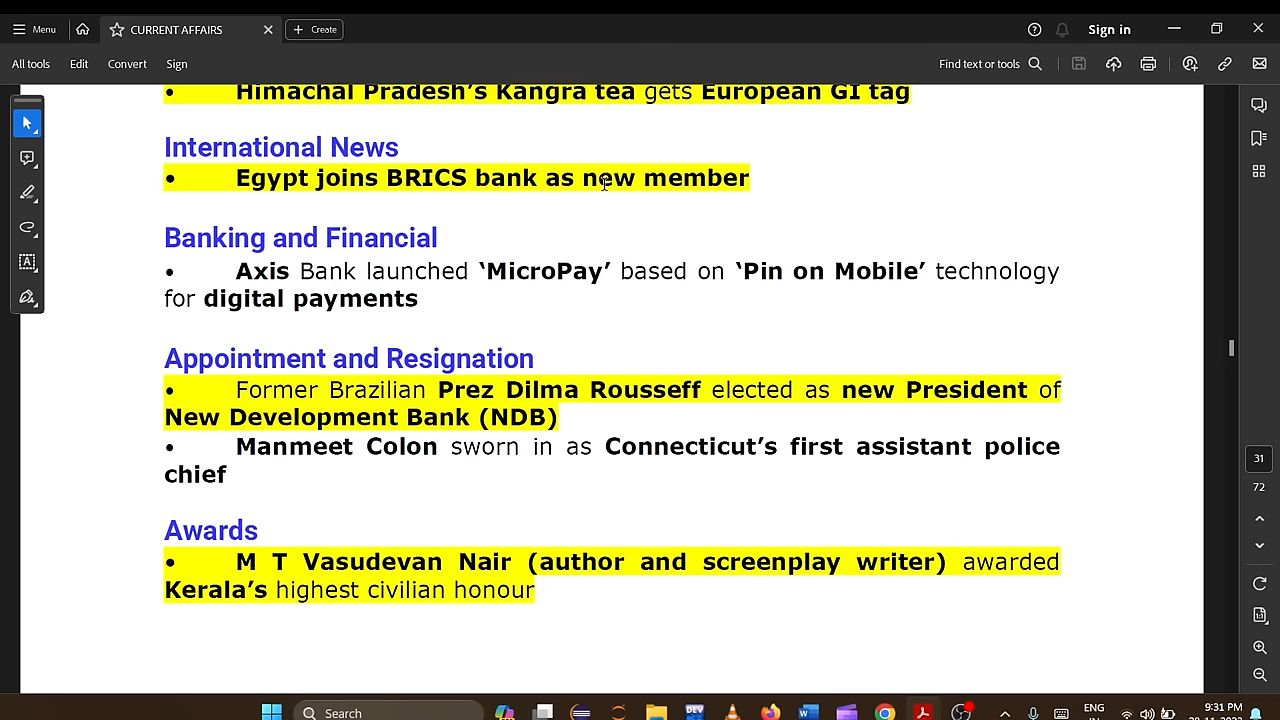 Menu
CURRENT AFFAIRS
Create
Sign in
All tools
Edit
Convert
Sign
Find text or tools
• Himachal Pradesh’s Kangra tea gets European GI tag
International News
• Egypt joins BRICS bank as new member
Banking and Financial
• Axis Bank launched ‘MicroPay’ based on ‘Pin on Mobile’ technology
for digital payments
Appointment and Resignation
• Former Brazilian Prez Dilma Rousseff elected as new President of
New Development Bank (NDB)
• Manmeet Colon sworn in as Connecticut’s first assistant police
chief
Awards
• M T Vasudevan Nair (author and screenplay writer) awarded
Kerala’s highest civilian honour
31
72
Search
DEV
ENG
9:31 PM